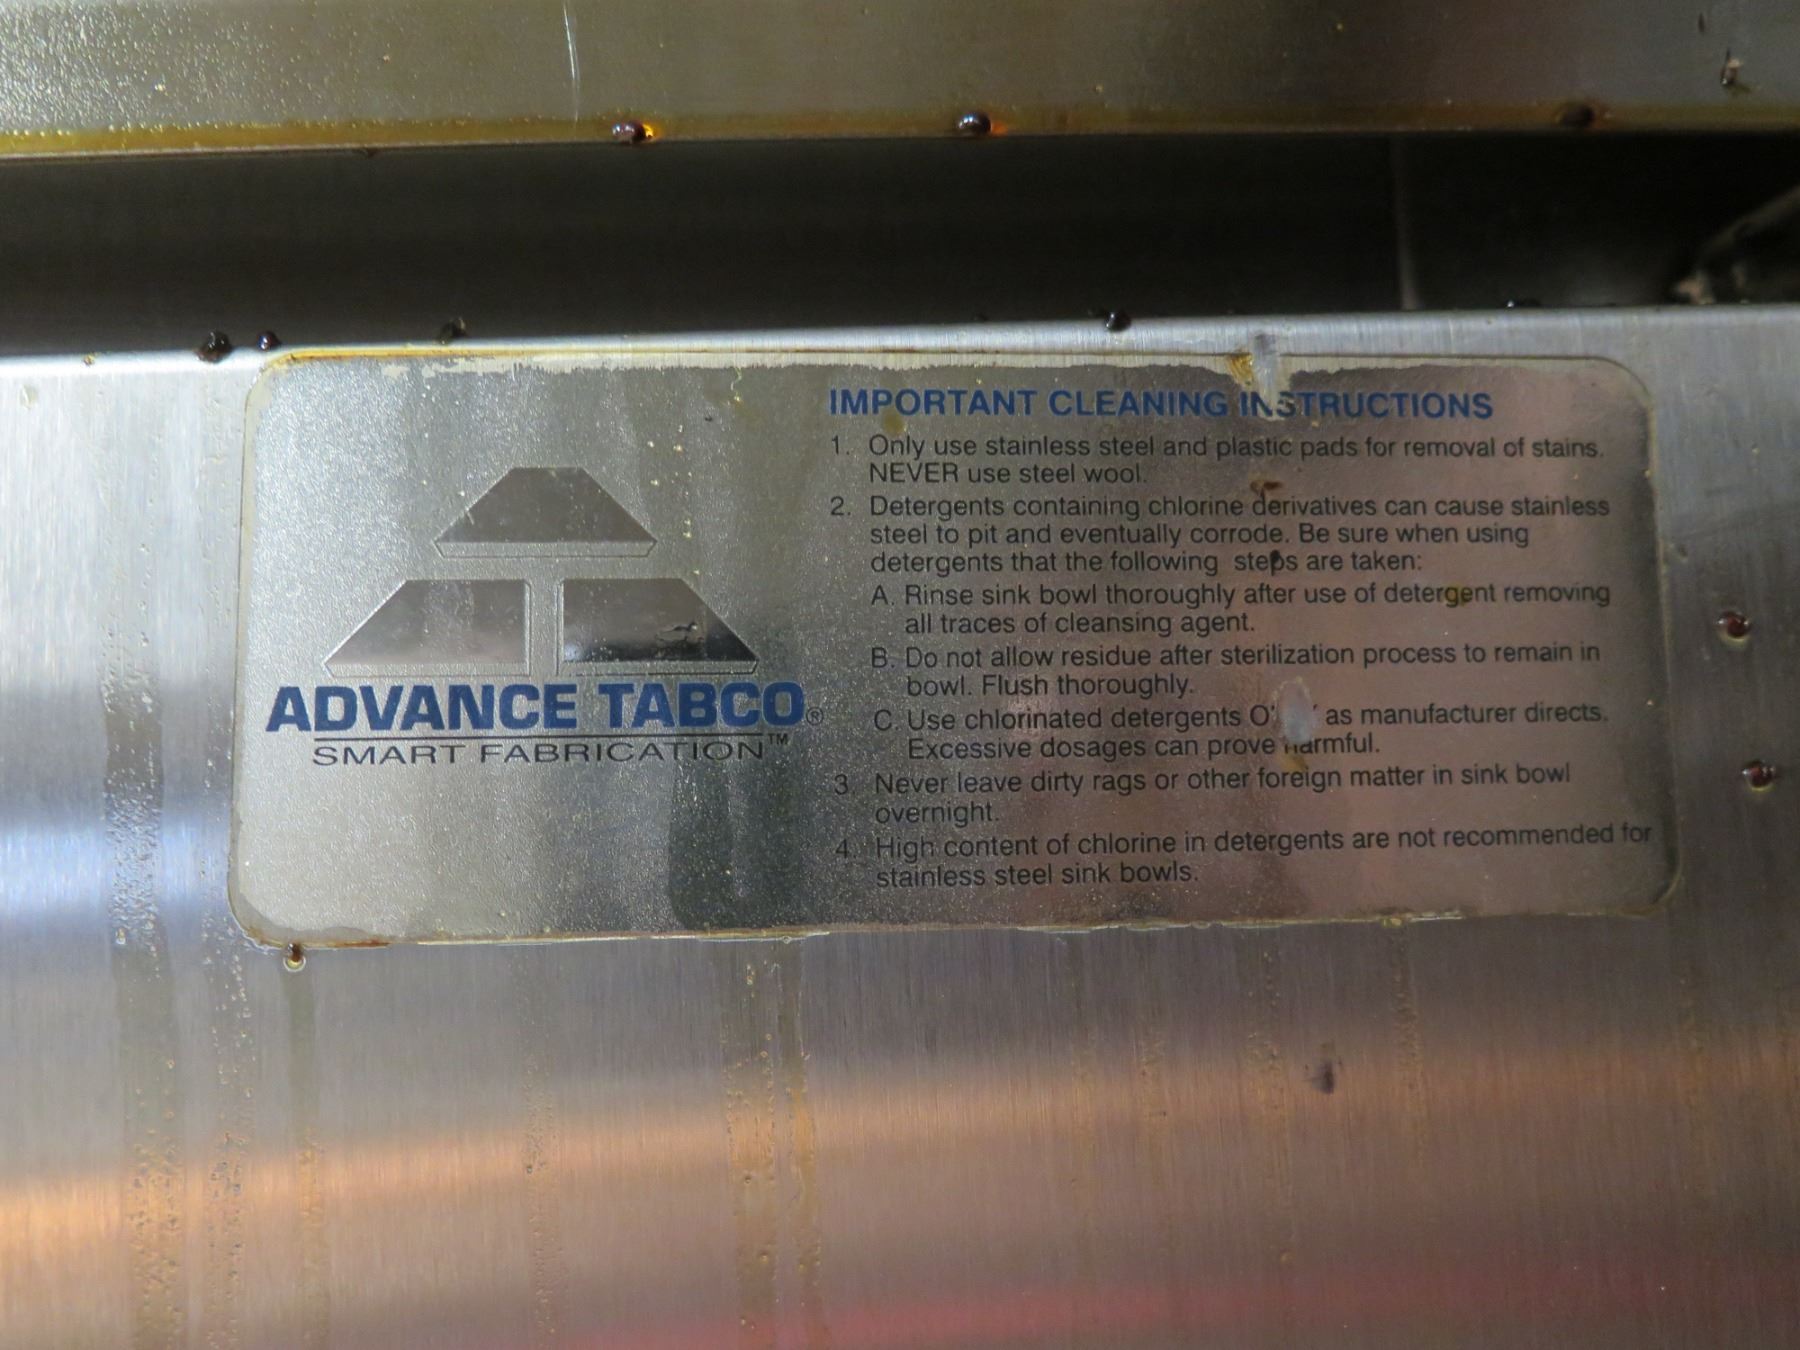 ADVANCE TABCO®
SMART FABRICATION™
IMPORTANT CLEANING INSTRUCTIONS
1. Only use stainless steel and plastic pads for removal of stains.
NEVER use steel wool.
2. Detergents containing chlorine derivatives can cause stainless
steel to pit and eventually corrode. Be sure when using
detergents that the following steps are taken:
A. Rinse sink bowl thoroughly after use of detergent removing
all traces of cleansing agent.
B. Do not allow residue after sterilization process to remain in
bowl. Flush thoroughly.
C. Use chlorinated detergents as manufacturer directs.
Excessive dosages can prove harmful.
3. Never leave dirty rags or other foreign matter in sink bowl
overnight.
4. High content of chlorine in detergents are not recommended for
stainless steel sink bowls.